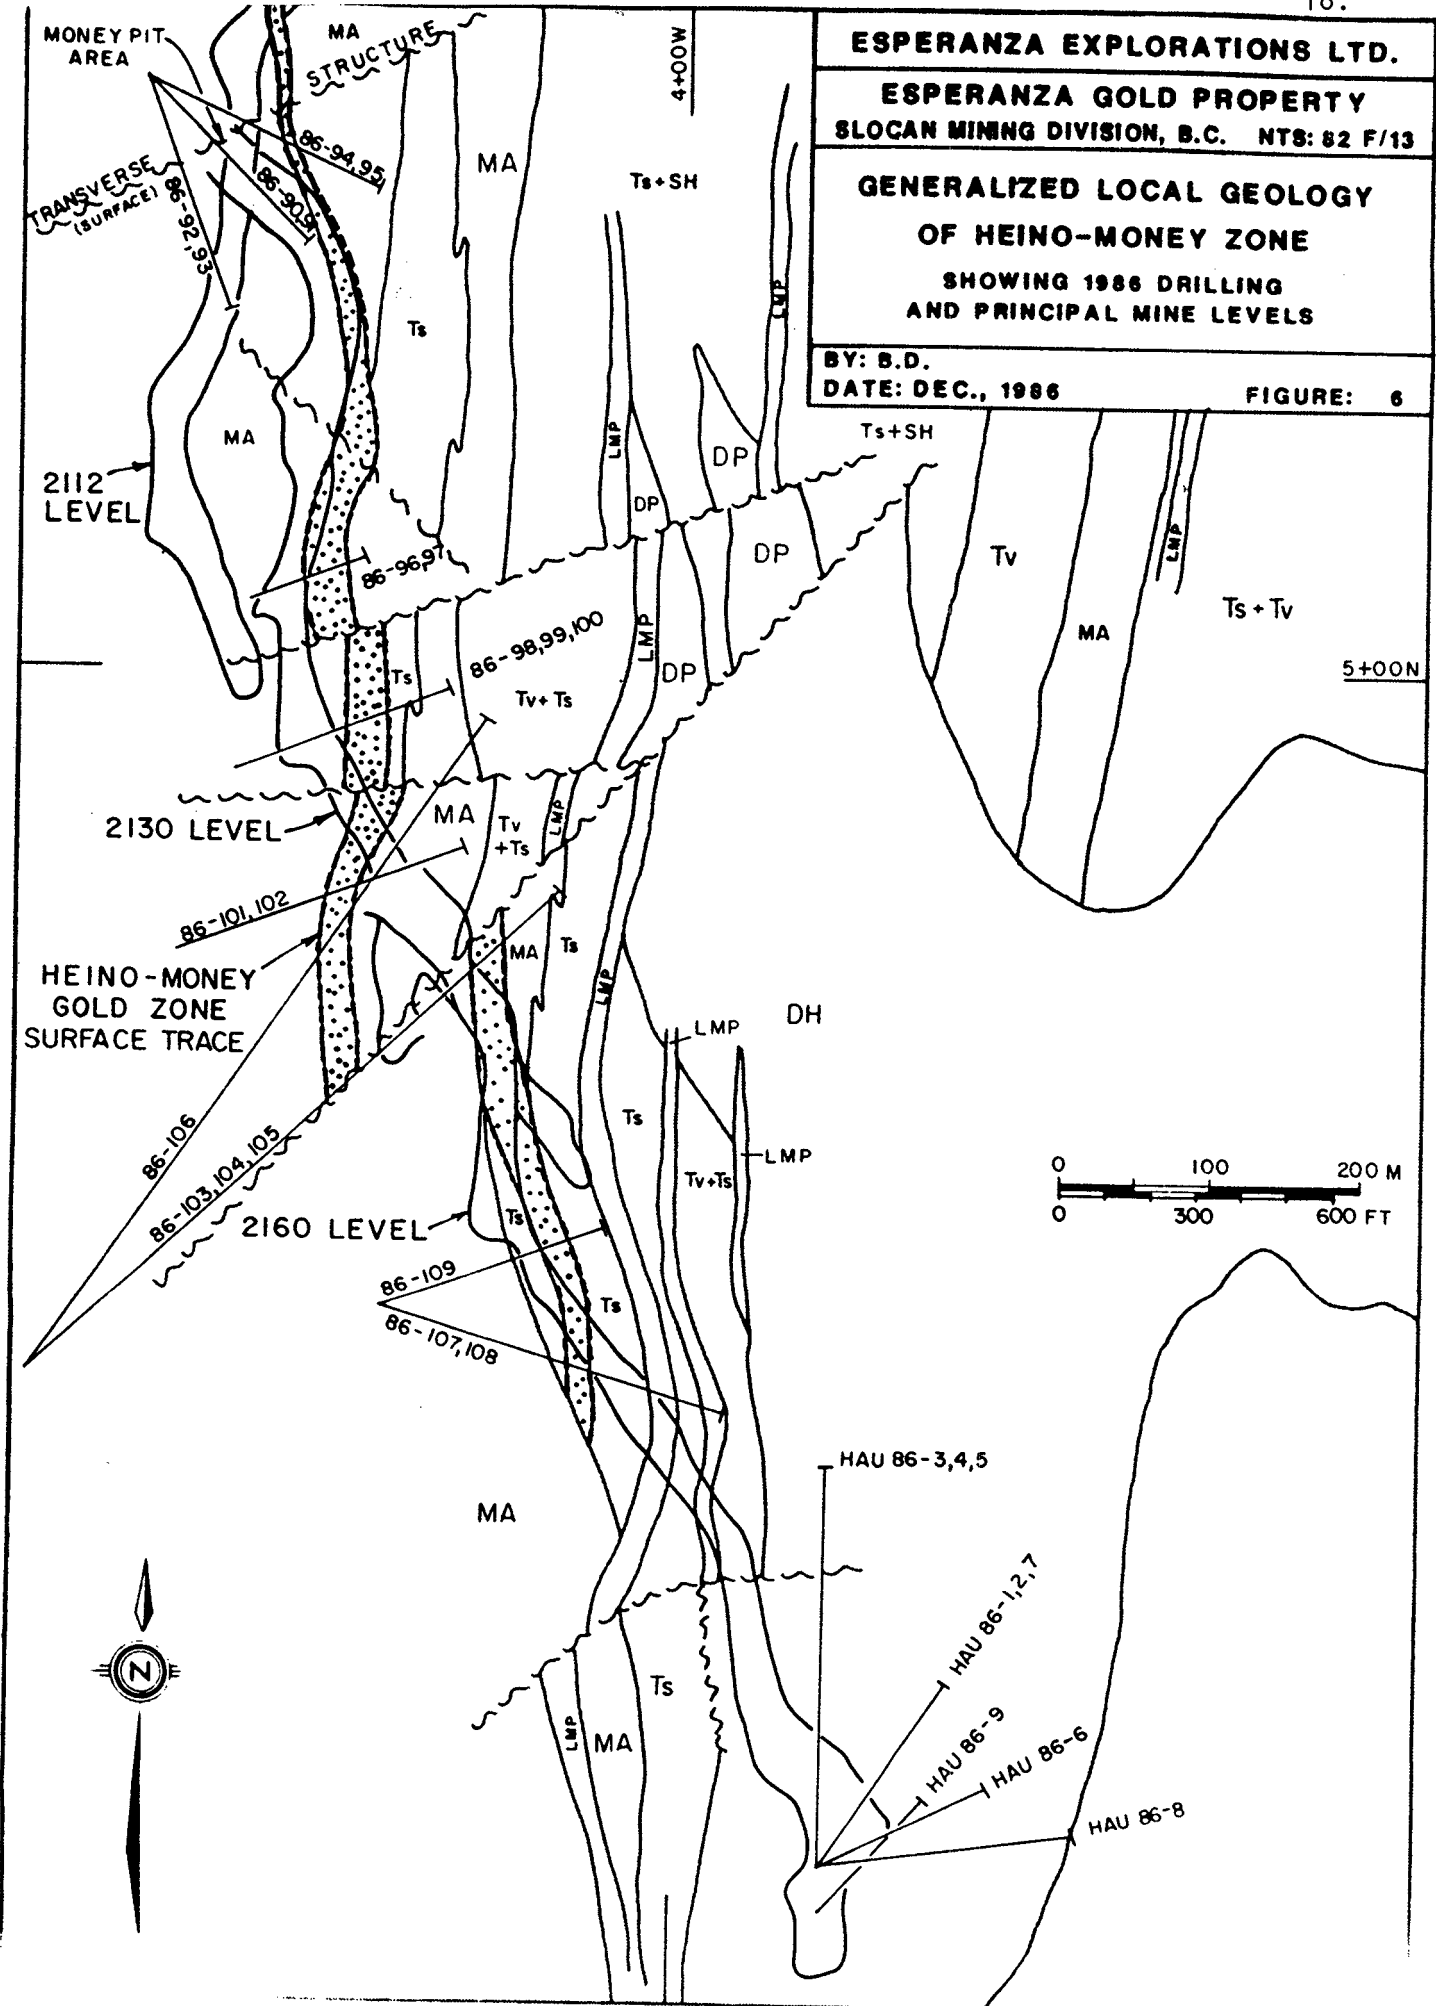 18.
ESPERANZA EXPLORATIONS LTD.
ESPERANZA GOLD PROPERTY
SLOCAN MINING DIVISION, B.C. NTS: 82 F/13
GENERALIZED LOCAL GEOLOGY
OF HEINO-MONEY ZONE
SHOWING 1986 DRILLING
AND PRINCIPAL MINE LEVELS
BY: B.D.
DATE: DEC., 1986
FIGURE: 6
MONEY PIT
AREA
MA
STRUCTURE
4+00W
86-94,95
MA
Ts+SH
86-90,91
TRANSVERSE
(SURFACE)
86-92,93
LMP
Ts
MA
LMP
DP
Ts+SH
2112
LEVEL
DP
DP
Tv
LMP
86-96,97
Ts + Tv
MA
86-98,99,100
LMP
DP
5+00N
Ts
Tv+ Ts
MA
Tv
+Ts
LMP
2130 LEVEL
86-101,102
MA
Ts
HEINO-MONEY
GOLD ZONE
SURFACE TRACE
LMP
DH
LMP
Ts
86-106
86-103,104,105
LMP
Tv+Ts
0 100 200 M
0 300 600 FT
Ts
2160 LEVEL
86-109
Ts
86-107,108
HAU 86-3,4,5
MA
HAU 86-1,2,7
N
Ts
LMP
MA
HAU 86-9
HAU 86-6
HAU 86-8